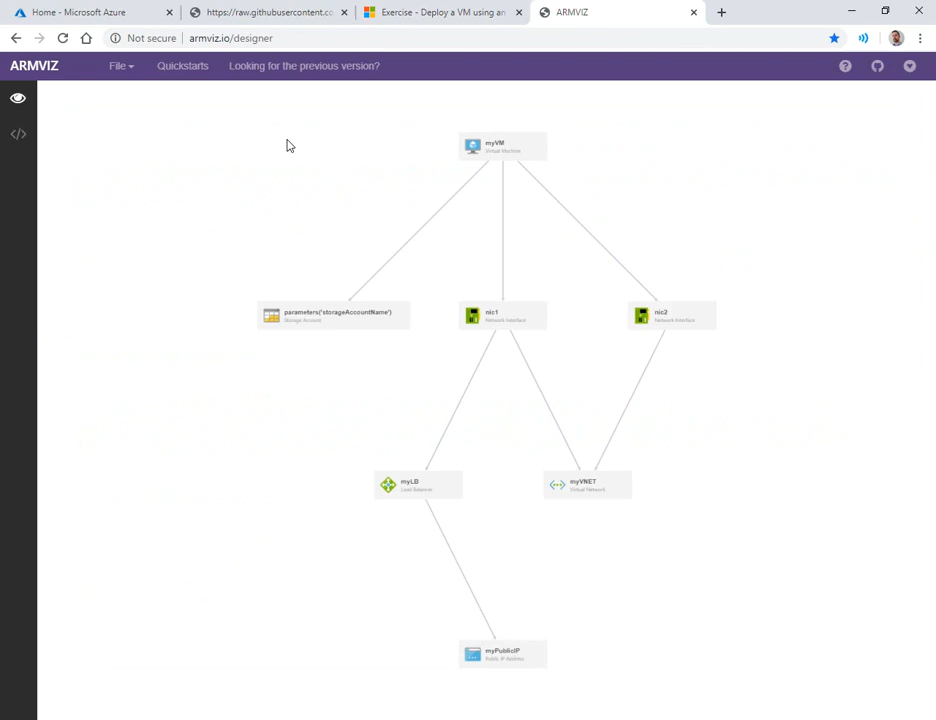 Home - Microsoft Azure
https://raw.githubusercontent.co
Exercise - Deploy a VM using an
ARMVIZ
Not secure
armviz.io/designer
ARMVIZ
File
Quickstarts
Looking for the previous version?
myVM
Virtual Machine
parameters('storageAccountName')
Storage Account
nic1
Network Interface
nic2
Network Interface
myLB
Load Balancer
myVNET
Virtual Network
myPublicIP
Public IP Address